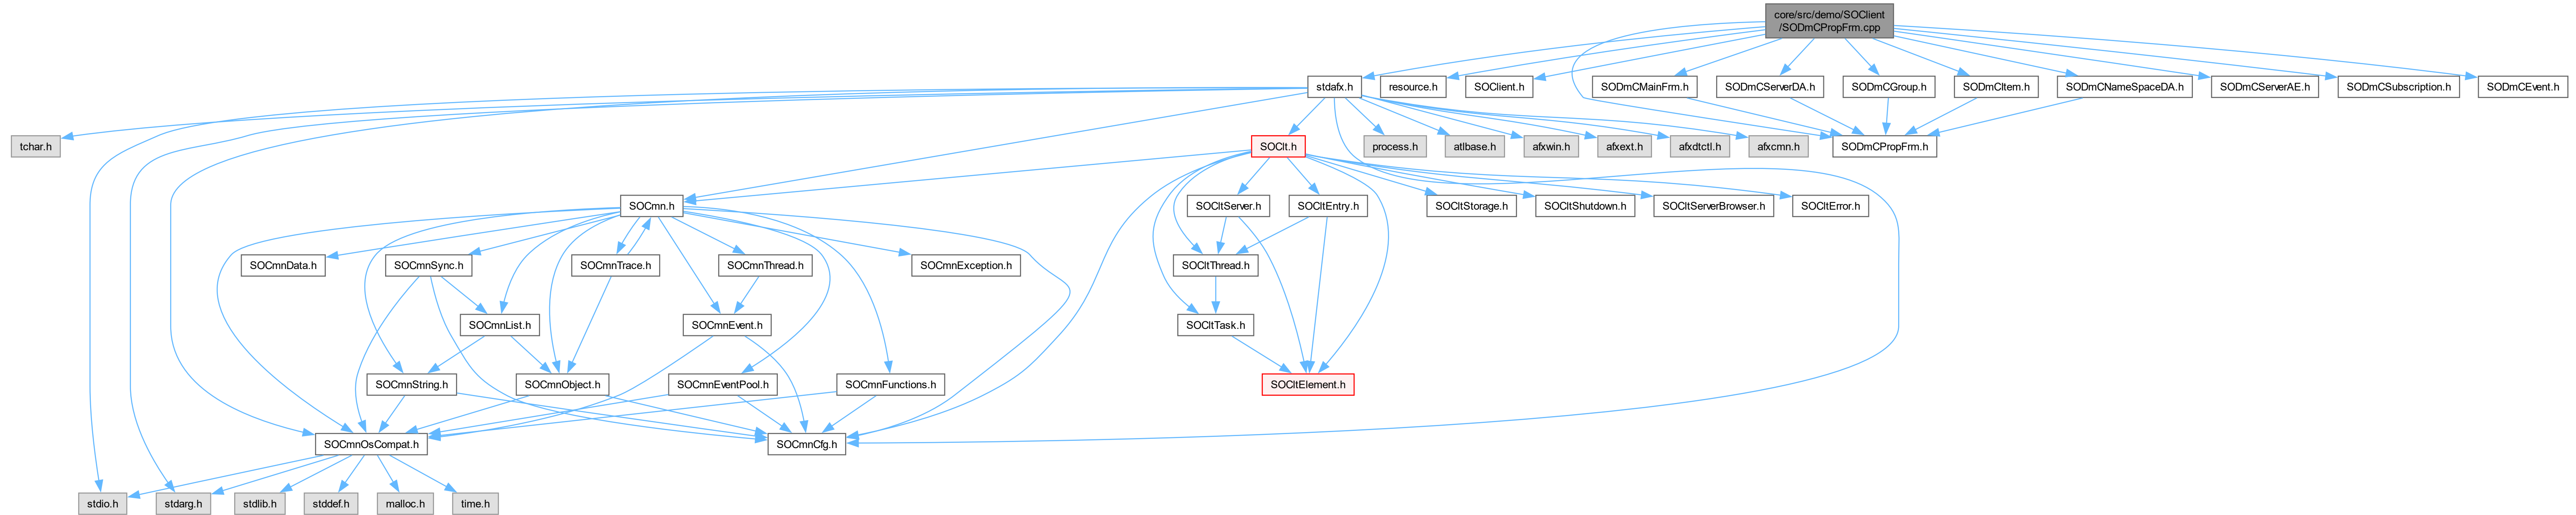 core/src/demo/SOClient
/SODmCPropFrm.cpp
stdafx.h
resource.h
SOClient.h
SODmCMainFrm.h
SODmCServerDA.h
SODmCGroup.h
SODmCItem.h
SODmCNameSpaceDA.h
SODmCServerAE.h
SODmCSubscription.h
SODmCEvent.h
tchar.h
SOClt.h
process.h
atlbase.h
afxwin.h
afxext.h
afxdtctl.h
afxcmn.h
SODmCPropFrm.h
SOCmn.h
SOCltServer.h
SOCltEntry.h
SOCltStorage.h
SOCltShutdown.h
SOCltServerBrowser.h
SOCltError.h
SOCmnData.h
SOCmnSync.h
SOCmnTrace.h
SOCmnThread.h
SOCmnException.h
SOCltThread.h
SOCmnList.h
SOCmnEvent.h
SOCltTask.h
SOCmnString.h
SOCmnObject.h
SOCmnEventPool.h
SOCmnFunctions.h
SOCltElement.h
SOCmnOsCompat.h
SOCmnCfg.h
stdio.h
stdarg.h
stdlib.h
stddef.h
malloc.h
time.h